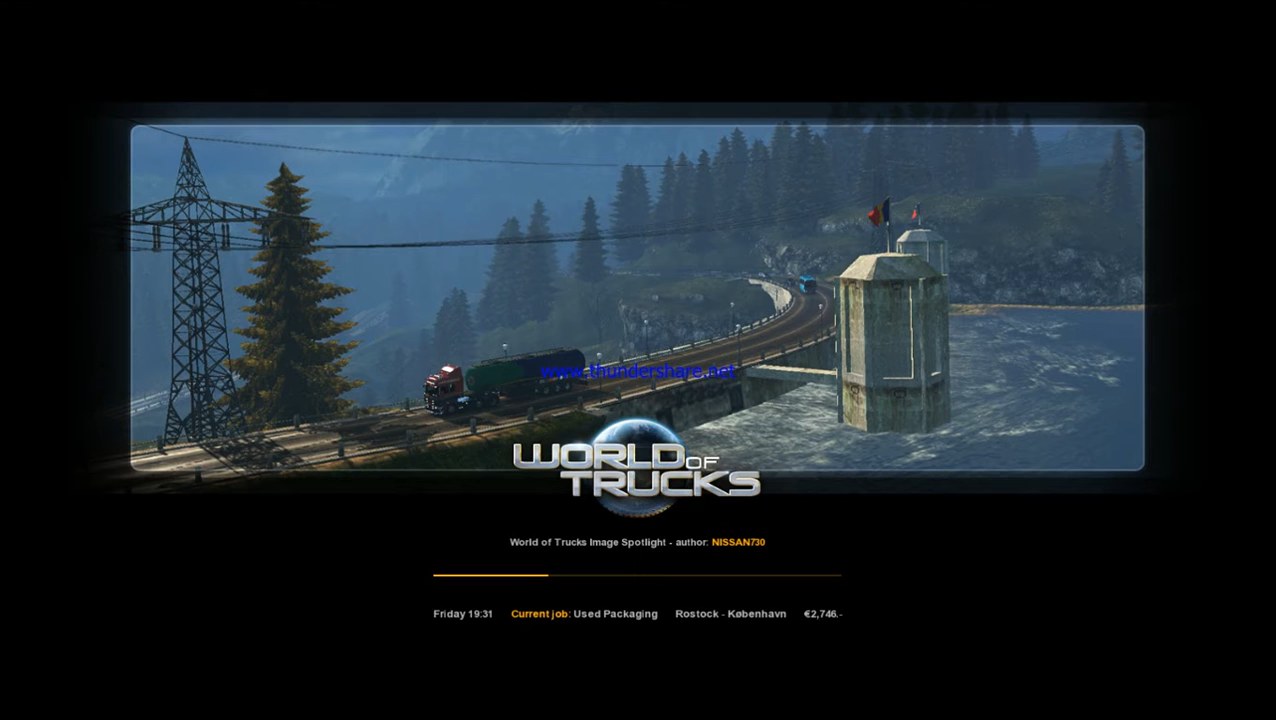 www.thundershare.net
WORLD OF
TRUCKS
World of Trucks Image Spotlight - author: NISSAN730
Friday 19:31 Current job: Used Packaging Rostock - København €2,746.-